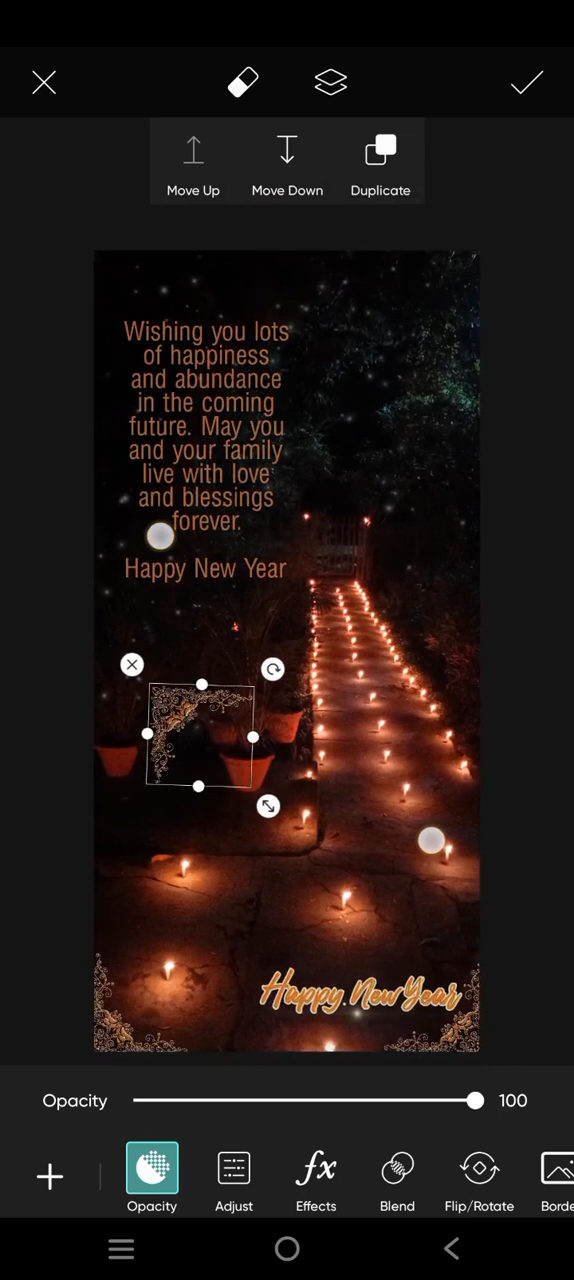 Move Up Move Down Duplicate
Wishing you lots
of happiness
and abundance
in the coming
future. May you
and your family
live with love
and blessings
forever.
Happy New Year
Happy New Year
Opacity 100
Opacity Adjust Effects Blend Flip/Rotate Borde